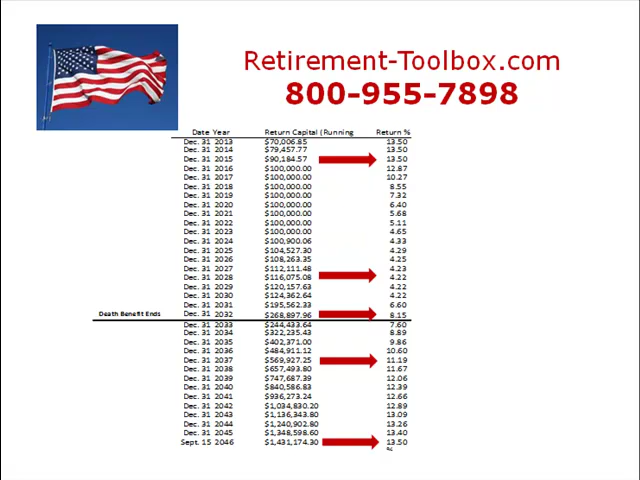 Retirement-Toolbox.com
800-955-7898
Date Year Return Capital (Running Return %
Dec. 31 2013 $70,006.85 13.50
Dec. 31 2014 $79,457.77 13.50
Dec. 31 2015 $90,184.57 13.50
Dec. 31 2016 $100,000.00 12.87
Dec. 31 2017 $100,000.00 10.27
Dec. 31 2018 $100,000.00 8.55
Dec. 31 2019 $100,000.00 7.32
Dec. 31 2020 $100,000.00 6.40
Dec. 31 2021 $100,000.00 5.68
Dec. 31 2022 $100,000.00 5.11
Dec. 31 2023 $100,000.00 4.65
Dec. 31 2024 $100,900.06 4.33
Dec. 31 2025 $104,527.30 4.29
Dec. 31 2026 $108,263.35 4.25
Dec. 31 2027 $112,111.48 4.23
Dec. 31 2028 $116,075.08 4.22
Dec. 31 2029 $120,157.63 4.22
Dec. 31 2030 $124,362.64 4.22
Dec. 31 2031 $195,562.33 6.60
Death Benefit Ends Dec. 31 2032 $268,897.96 8.15
Dec. 31 2033 $244,433.64 7.60
Dec. 31 2034 $322,235.43 8.89
Dec. 31 2035 $402,371.00 9.86
Dec. 31 2036 $484,911.12 10.60
Dec. 31 2037 $569,927.25 11.19
Dec. 31 2038 $657,493.80 11.67
Dec. 31 2039 $747,687.39 12.06
Dec. 31 2040 $840,586.83 12.39
Dec. 31 2041 $936,273.24 12.66
Dec. 31 2042 $1,034,830.20 12.89
Dec. 31 2043 $1,136,343.80 13.09
Dec. 31 2044 $1,240,902.80 13.26
Dec. 31 2045 $1,348,598.60 13.40
Sept. 15 2046 $1,431,174.30 13.50
%